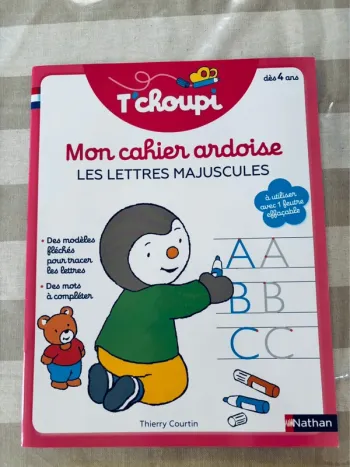 T'choupi
dès 4 ans
Mon cahier ardoise
LES LETTRES MAJUSCULES
à utiliser
avec 1 feutre
effaçable
• Des modèles
fléchés
pour tracer
les lettres
• Des mots
à compléter
A A
B B B
C C C
Thierry Courtin
Nathan